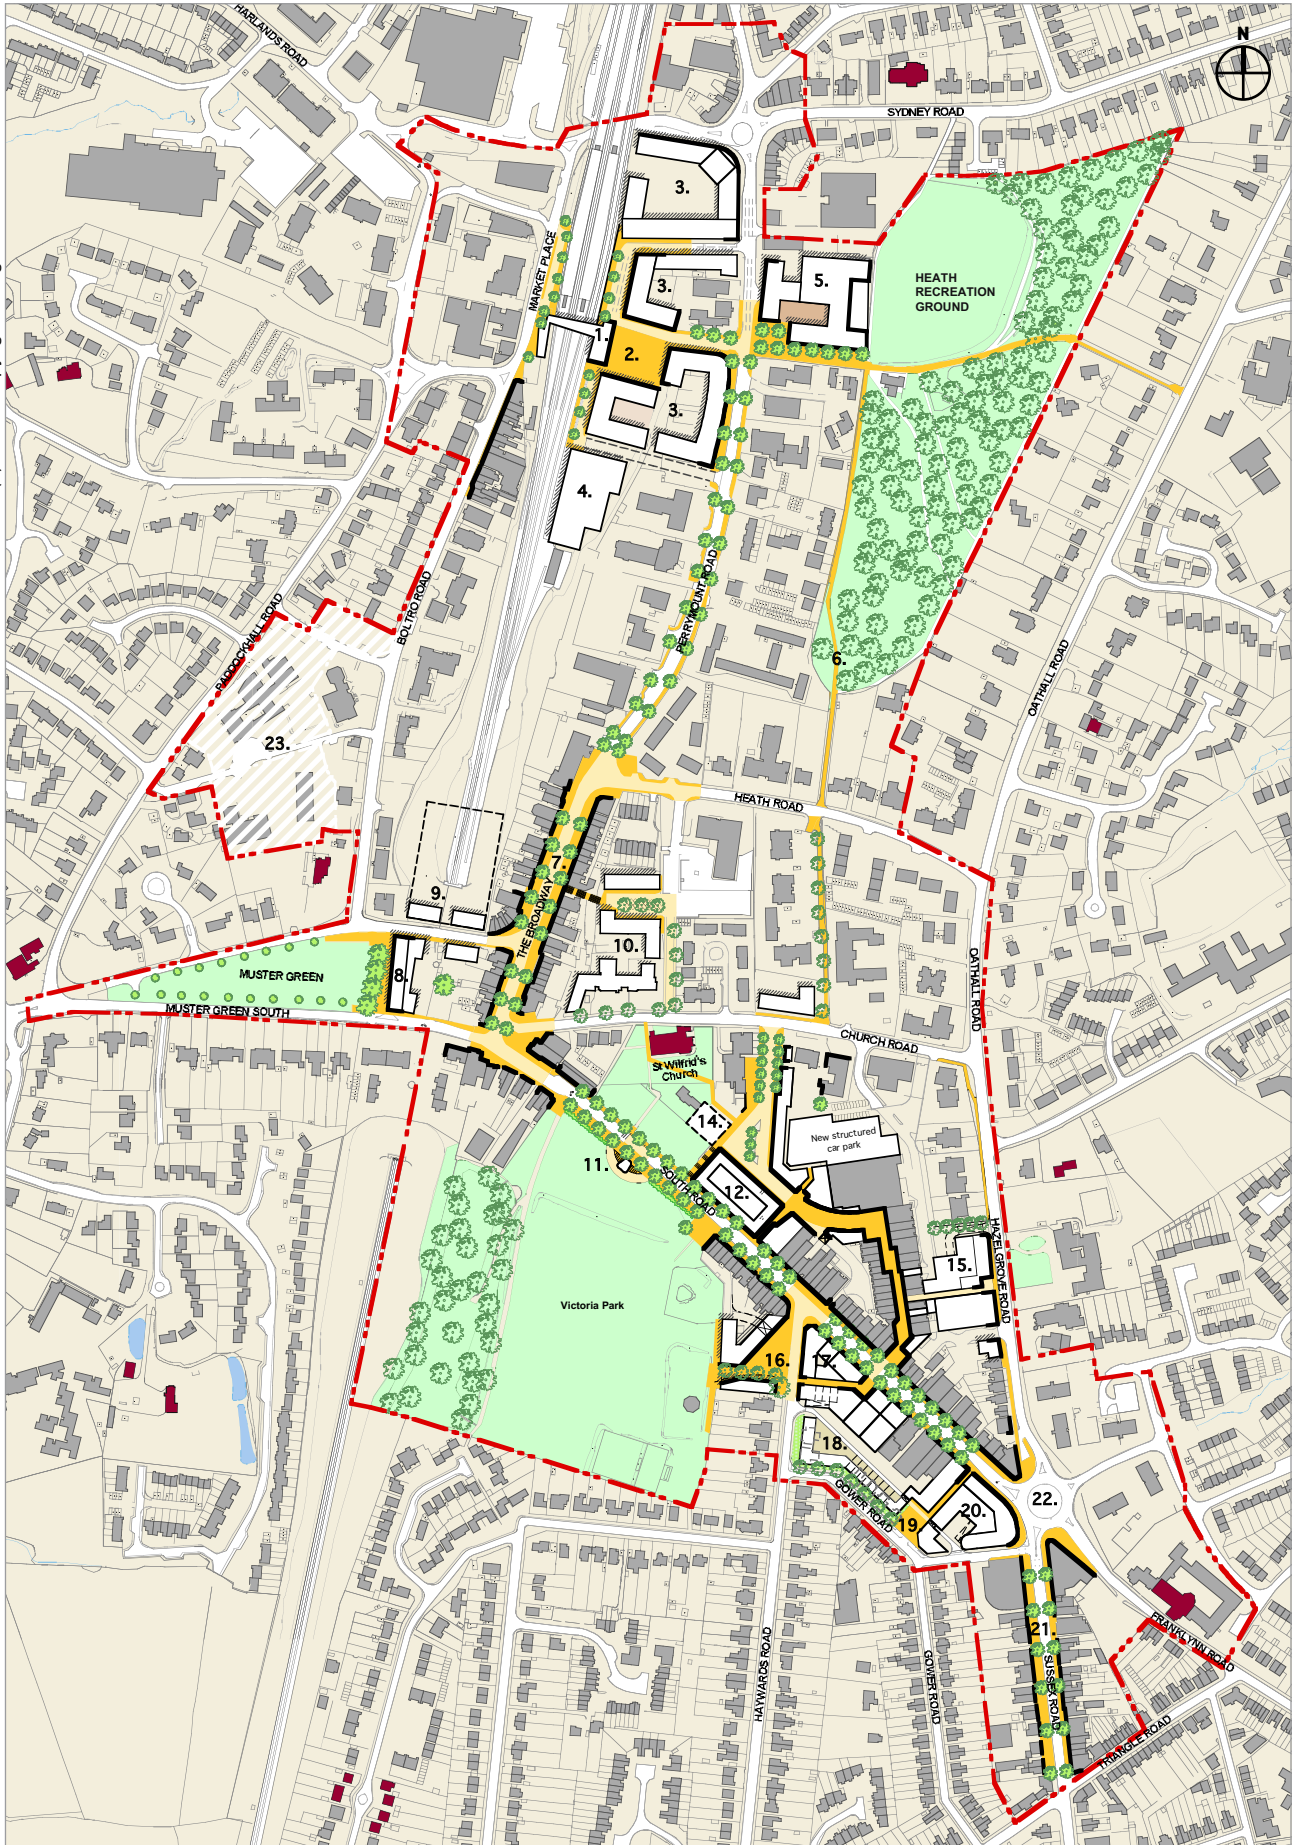 HARLANDS ROAD
N
SYDNEY ROAD
3.
MARKET PLACE
3.
5.
HEATH
RECREATION
GROUND
1.
2.
3.
4.
BOLTRO ROAD
PERRYMOUNT ROAD
PADDOCKHALL ROAD
6.
OATHALL ROAD
23.
HEATH ROAD
7.
THE BROADWAY
9.
10.
8.
MUSTER GREEN
MUSTER GREEN SOUTH
OATHALL ROAD
CHURCH ROAD
St Wilfrid's
Church
14.
New structured
car park
11.
SOUTH ROAD
12.
HAZELGROVE ROAD
15.
Victoria Park
16.
17.
18.
GOWER ROAD
19.
20.
22.
21.
SUSSEX ROAD
FRANKLYNN ROAD
HAYWARDS ROAD
GOWER ROAD
TRIANGLE ROAD